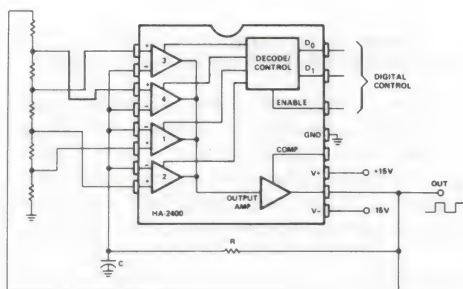 +
3
-
DECODE/
CONTROL
D0
D1
DIGITAL
CONTROL
+
4
-
ENABLE
-
1
+
GND
COMP
-
2
+
V+
+15V
OUT
OUTPUT
AMP
HA-2400
V-
15V
R
C